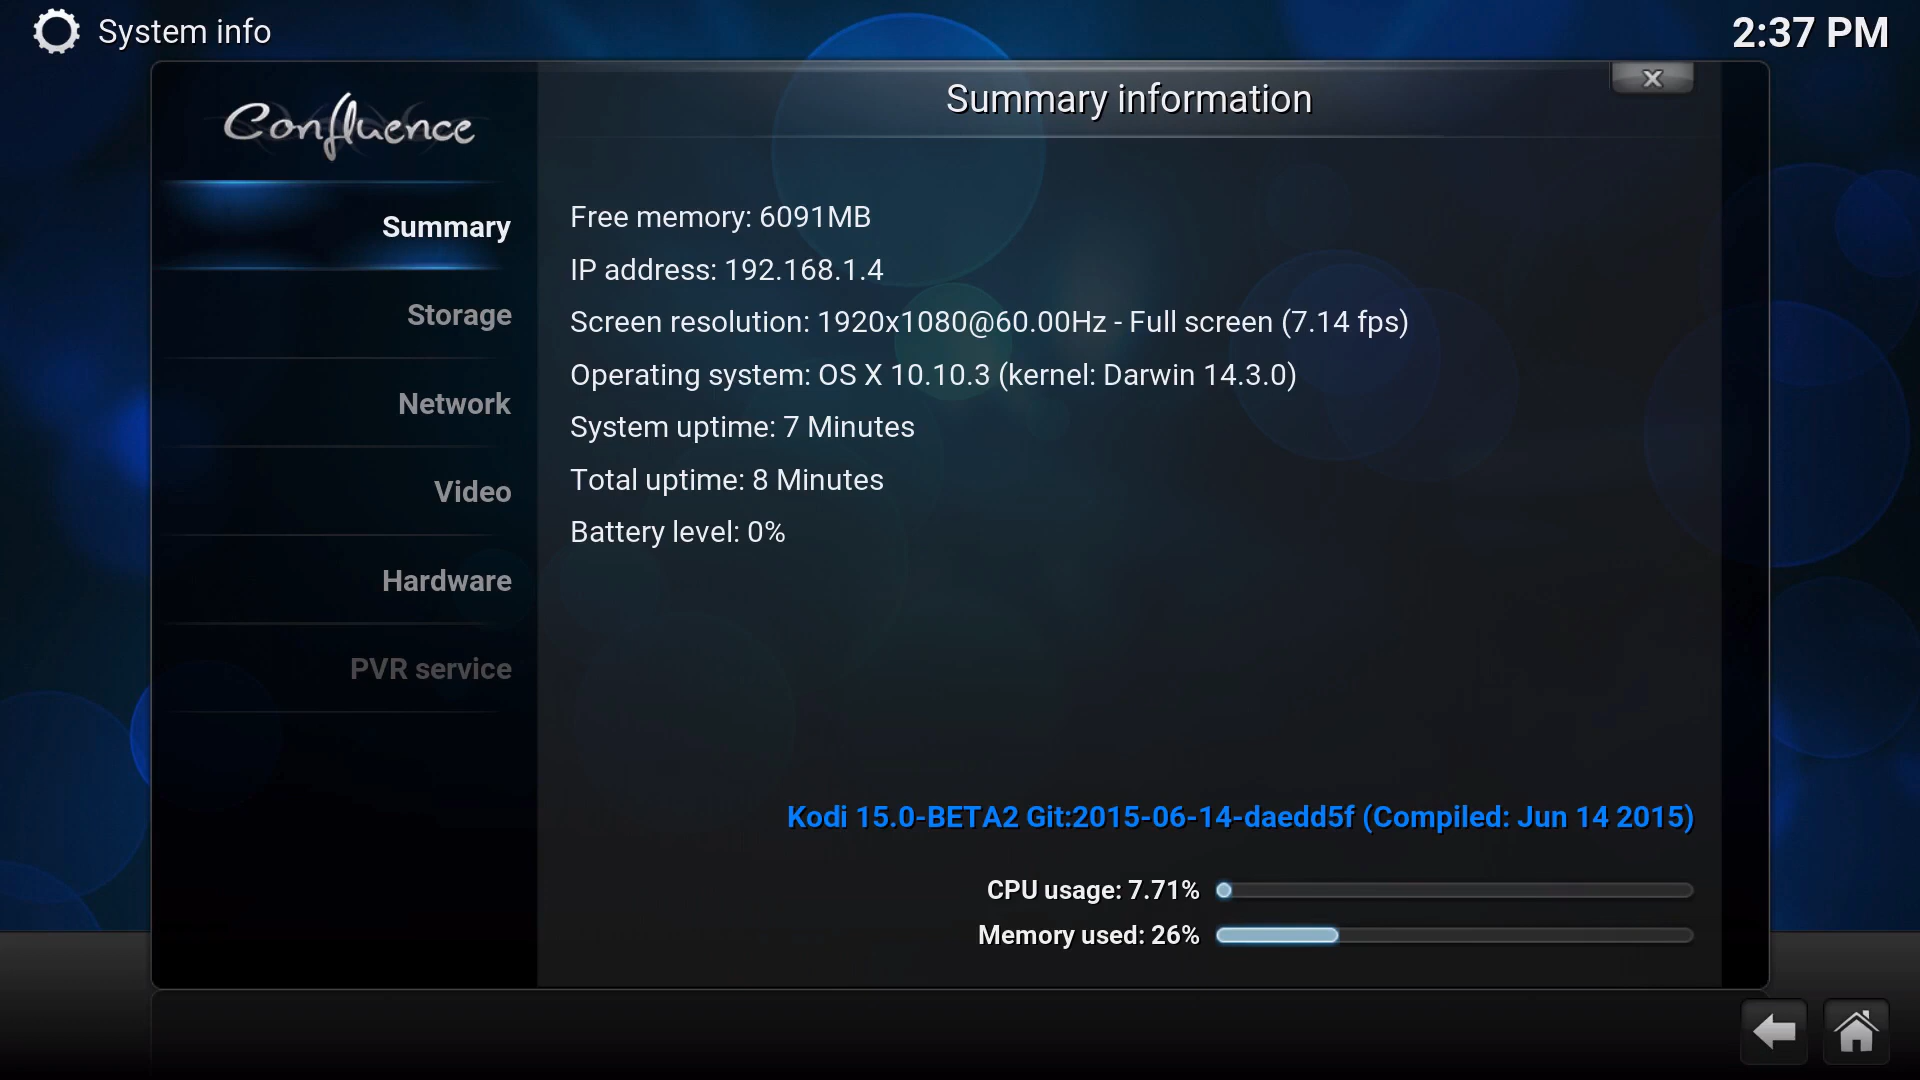 System info
2:37 PM
Confluence
Summary information
x
Summary
Storage
Network
Video
Hardware
PVR service
Free memory: 6091MB
IP address: 192.168.1.4
Screen resolution: 1920x1080@60.00Hz - Full screen (7.14 fps)
Operating system: OS X 10.10.3 (kernel: Darwin 14.3.0)
System uptime: 7 Minutes
Total uptime: 8 Minutes
Battery level: 0%
Kodi 15.0-BETA2 Git:2015-06-14-daedd5f (Compiled: Jun 14 2015)
CPU usage: 7.71%
Memory used: 26%